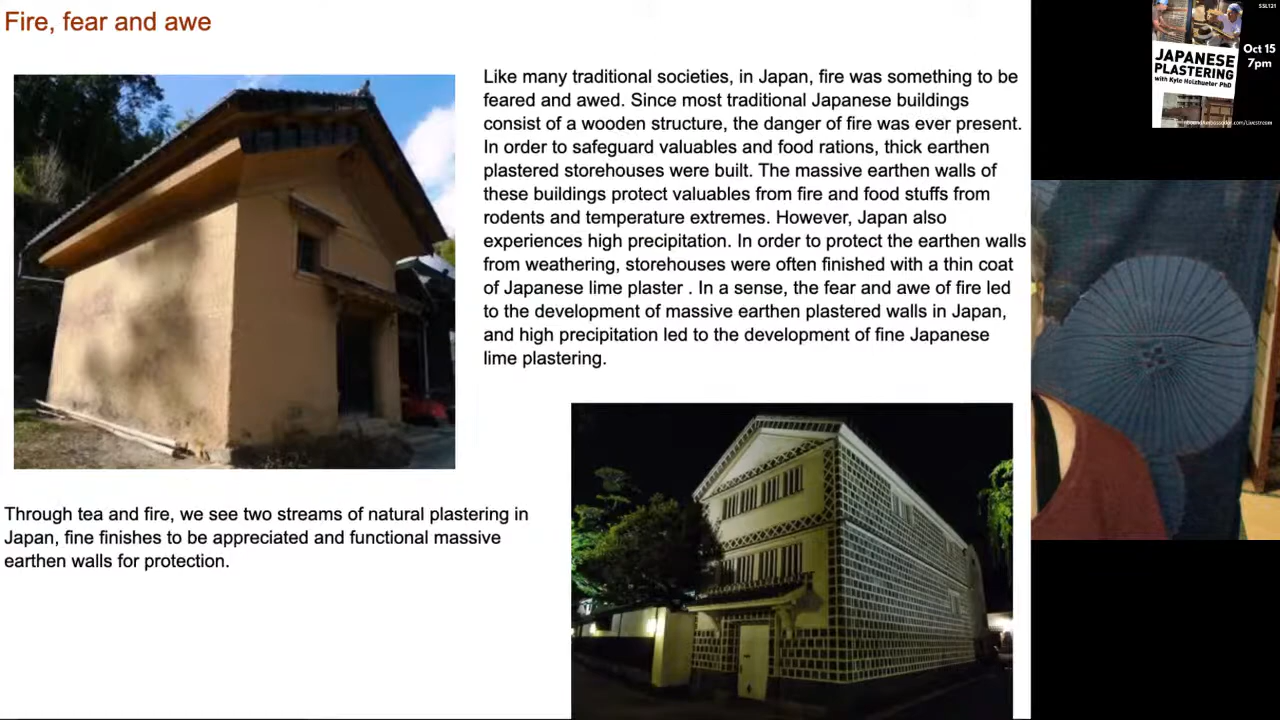 Fire, fear and awe
Like many traditional societies, in Japan, fire was something to be
feared and awed. Since most traditional Japanese buildings
consist of a wooden structure, the danger of fire was ever present.
In order to safeguard valuables and food rations, thick earthen
plastered storehouses were built. The massive earthen walls of
these buildings protect valuables from fire and food stuffs from
rodents and temperature extremes. However, Japan also
experiences high precipitation. In order to protect the earthen walls
from weathering, storehouses were often finished with a thin coat
of Japanese lime plaster . In a sense, the fear and awe of fire led
to the development of massive earthen plastered walls in Japan,
and high precipitation led to the development of fine Japanese
lime plastering.
Through tea and fire, we see two streams of natural plastering in
Japan, fine finishes to be appreciated and functional massive
earthen walls for protection.
SSL121
JAPANESE
PLASTERING
with Kyle Holzhueter PhD
Oct 15
7pm